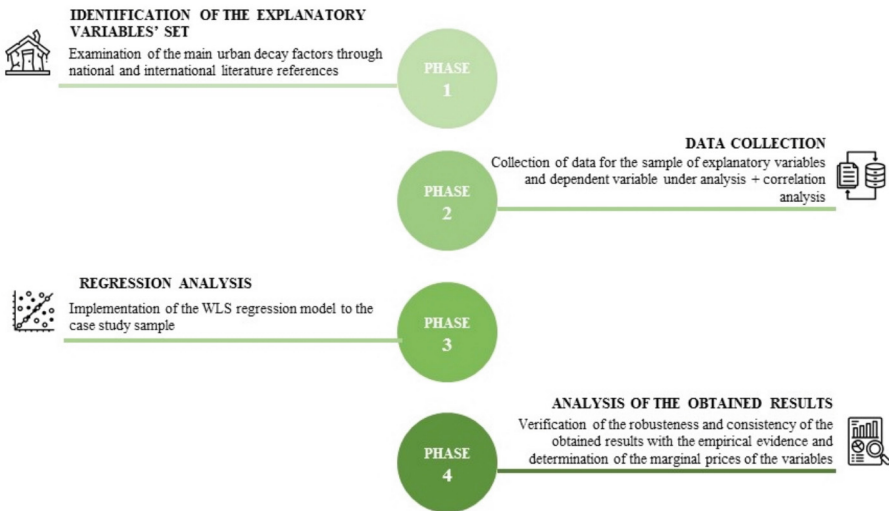 IDENTIFICATION OF THE EXPLANATORY
VARIABLES' SET
Examination of the main urban decay factors through
national and international literature references
PHASE
1
DATA COLLECTION
Collection of data for the sample of explanatory variables
and dependent variable under analysis + correlation
analysis
PHASE
2
REGRESSION ANALYSIS
Implementation of the WLS regression model to the
case study sample
PHASE
3
ANALYSIS OF THE OBTAINED RESULTS
Verification of the robustness and consistency of the
obtained results with the empirical evidence and
determination of the marginal prices of the variables
PHASE
4